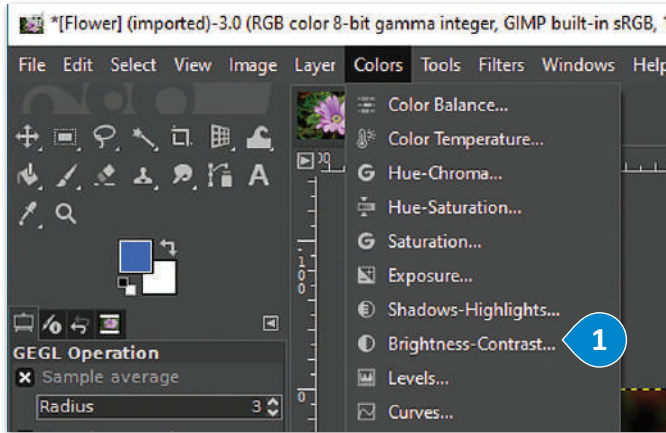 *[Flower] (imported)-3.0 (RGB color 8-bit gamma integer, GIMP built-in sRGB,
File Edit Select View Image Layer Colors Tools Filters Windows Help
Color Balance...
Color Temperature...
Hue-Chroma...
Hue-Saturation...
Saturation...
Exposure...
Shadows-Highlights...
Brightness-Contrast... 1
Levels...
Curves...
GEGL Operation
Sample average
Radius 3
-100
0